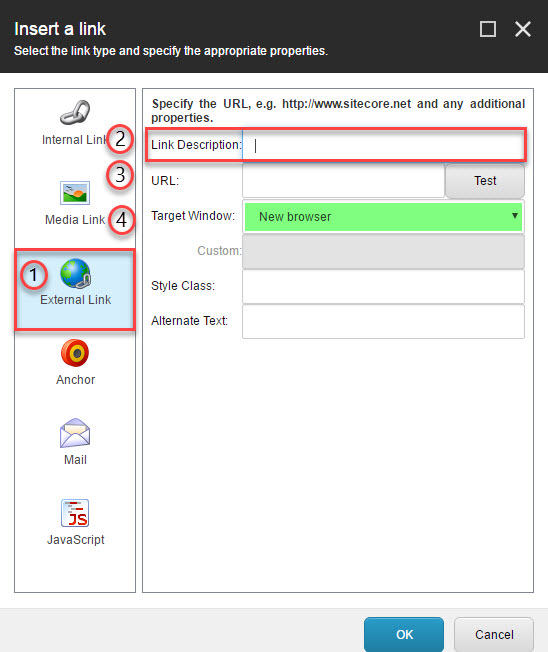 Insert a link
Select the link type and specify the appropriate properties.
Internal Link
2
3
Media Link
4
1
External Link
Anchor
Mail
JS
JavaScript
Specify the URL, e.g. http://www.sitecore.net and any additional
properties.
Link Description:
URL:
Test
Target Window:
New browser
Custom:
Style Class:
Alternate Text:
OK
Cancel